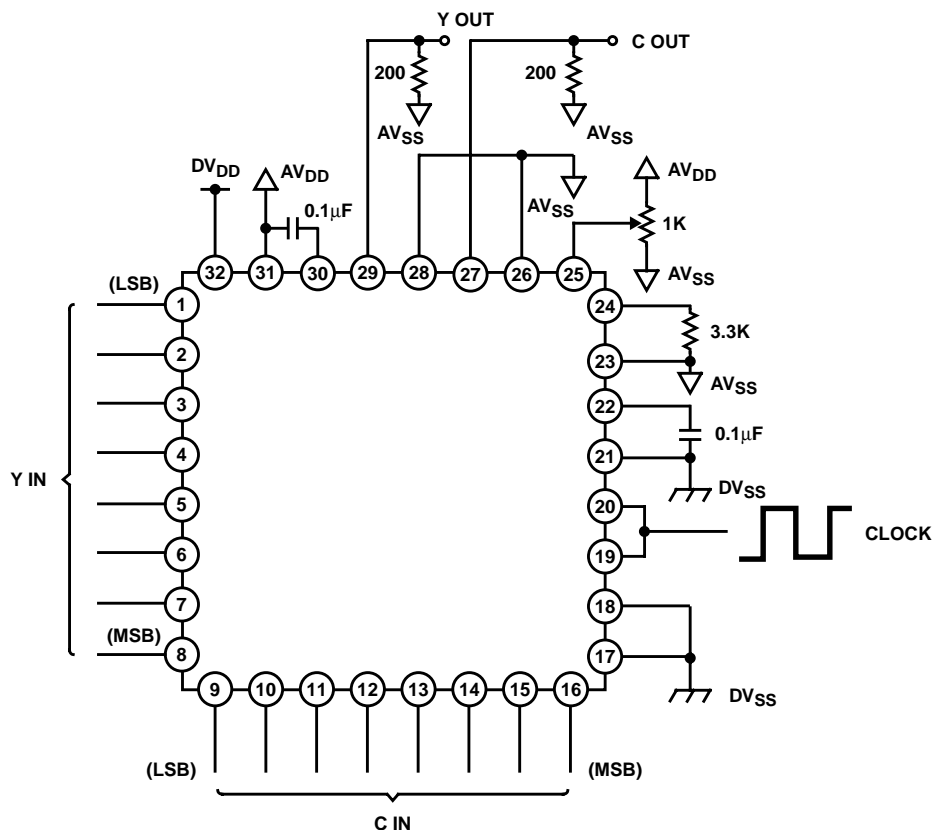 Y OUT
C OUT
200
200
AVSS
AVSS
DVDD
AVDD
AVDD
0.1μF
AVSS
1K
32
31
30
29
28
27
26
25
AVSS
(LSB)
1
24
3.3K
2
23
AVSS
3
22
0.1μF
4
21
Y IN
DVSS
5
20
CLOCK
6
19
7
18
(MSB)
8
17
9
10
11
12
13
14
15
16
DVSS
(LSB)
(MSB)
C IN